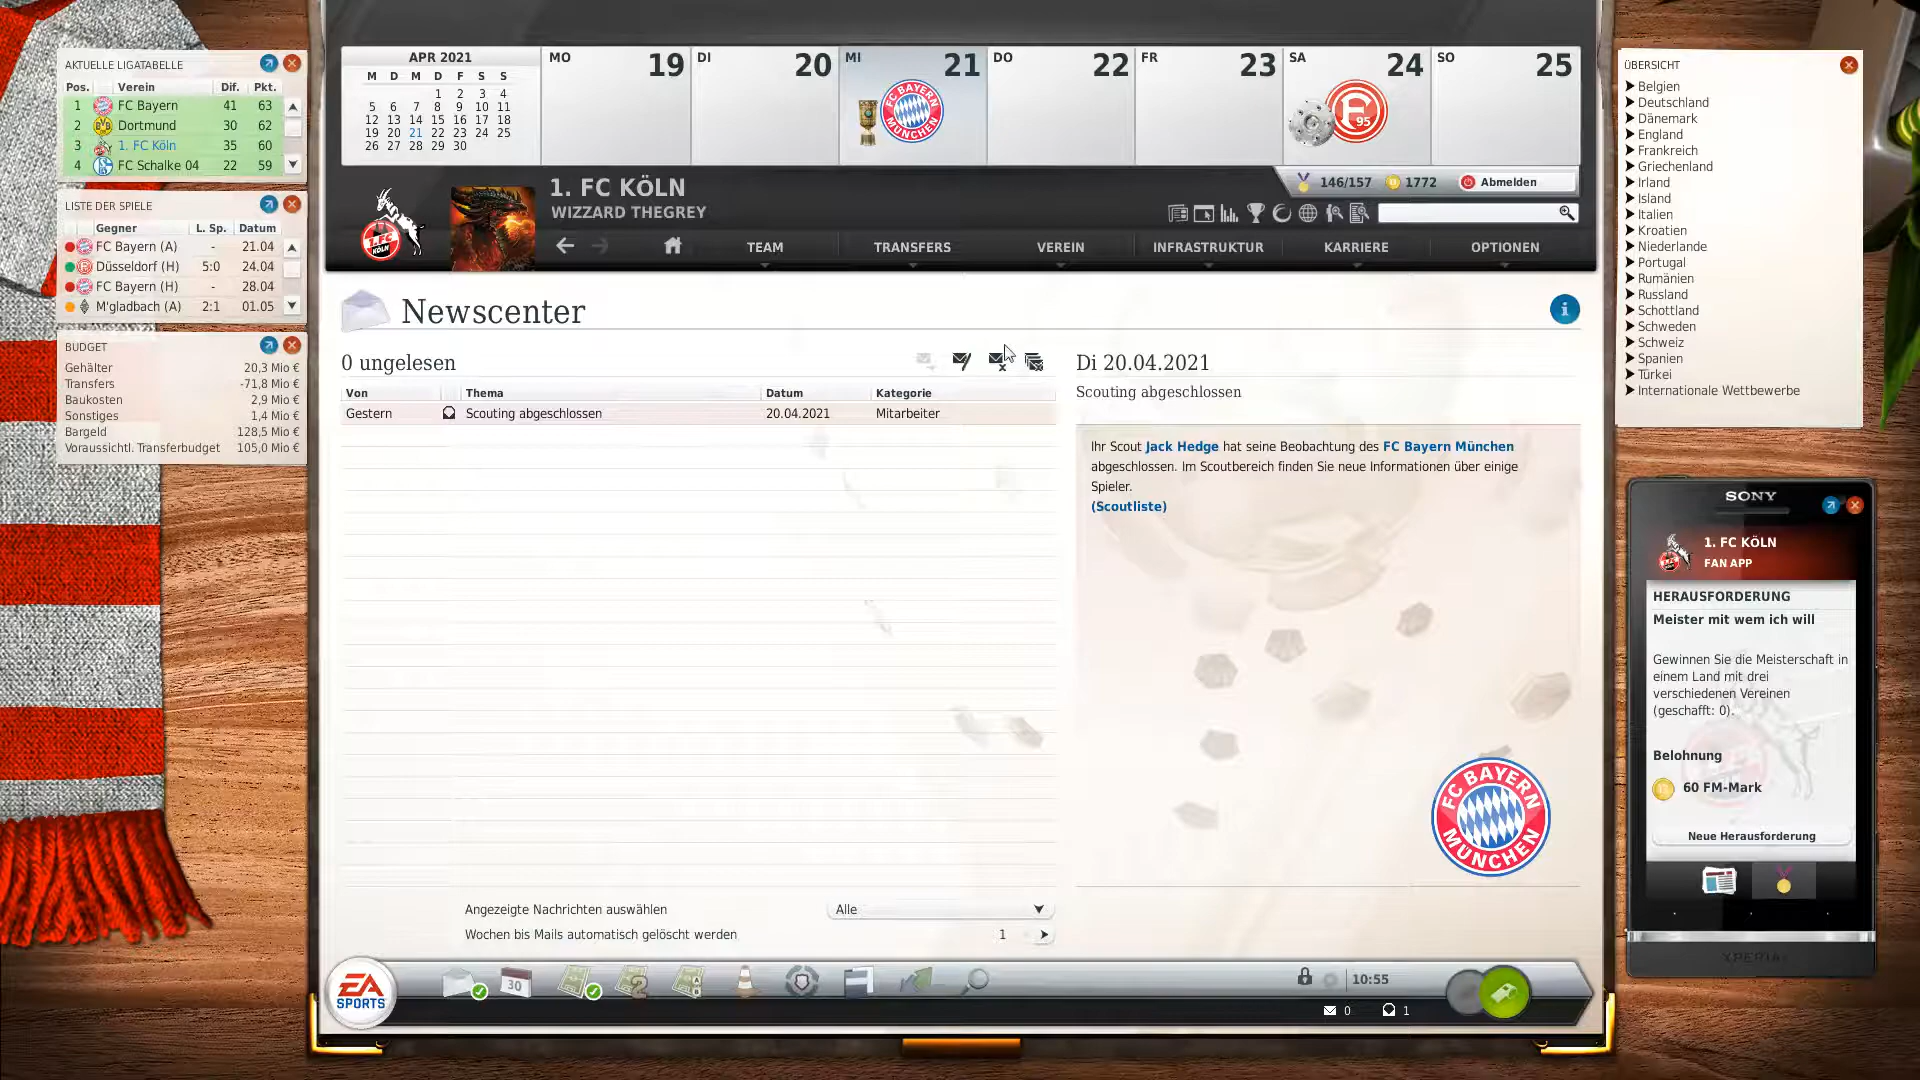 AKTUELLE LIGATABELLE
Pos. Verein Dif. Pkt.
1 FC Bayern 41 63
2 Dortmund 30 62
3 1. FC Köln 35 60
4 FC Schalke 04 22 59
LISTE DER SPIELE
Gegner L. Sp. Datum
FC Bayern (A) - 21.04
Düsseldorf (H) 5:0 24.04
FC Bayern (H) - 28.04
M'gladbach (A) 2:1 01.05
BUDGET
Gehälter 20,3 Mio €
Transfers -71,8 Mio €
Baukosten 2,9 Mio €
Sonstiges 1,4 Mio €
Bargeld 128,5 Mio €
Voraussichtl. Transferbudget 105,0 Mio €
APR 2021
M D M D F S S
1 2 3 4
5 6 7 8 9 10 11
12 13 14 15 16 17 18
19 20 21 22 23 24 25
26 27 28 29 30
MO 19
DI 20
MI 21
FC BAYERN MÜNCHEN
DO 22
FR 23
SA 24
F 95
SO 25
1. FC KÖLN
WIZZARD THEGREY
1.FC KÖLN
146/157 1772 Abmelden
TEAM TRANSFERS VEREIN INFRASTRUKTUR KARRIERE OPTIONEN
Newscenter
i
0 ungelesen
Von Thema Datum Kategorie
Gestern Scouting abgeschlossen 20.04.2021 Mitarbeiter
Di 20.04.2021
Scouting abgeschlossen
Ihr Scout Jack Hedge hat seine Beobachtung des FC Bayern München
abgeschlossen. Im Scoutbereich finden Sie neue Informationen über einige
Spieler.
(Scoutliste)
FC BAYERN
MÜNCHEN
Angezeigte Nachrichten auswählen Alle
Wochen bis Mails automatisch gelöscht werden 1
EA
SPORTS
30
2
10:55
0 1
ÜBERSICHT
Belgien
Deutschland
Dänemark
England
Frankreich
Griechenland
Irland
Island
Italien
Kroatien
Niederlande
Portugal
Rumänien
Russland
Schottland
Schweden
Schweiz
Spanien
Türkei
Internationale Wettbewerbe
SONY
1. FC KÖLN
FAN APP
HERAUSFORDERUNG
Meister mit wem ich will
Gewinnen Sie die Meisterschaft in
einem Land mit drei
verschiedenen Vereinen
(geschafft: 0).
Belohnung
60 FM-Mark
Neue Herausforderung
XPERIA